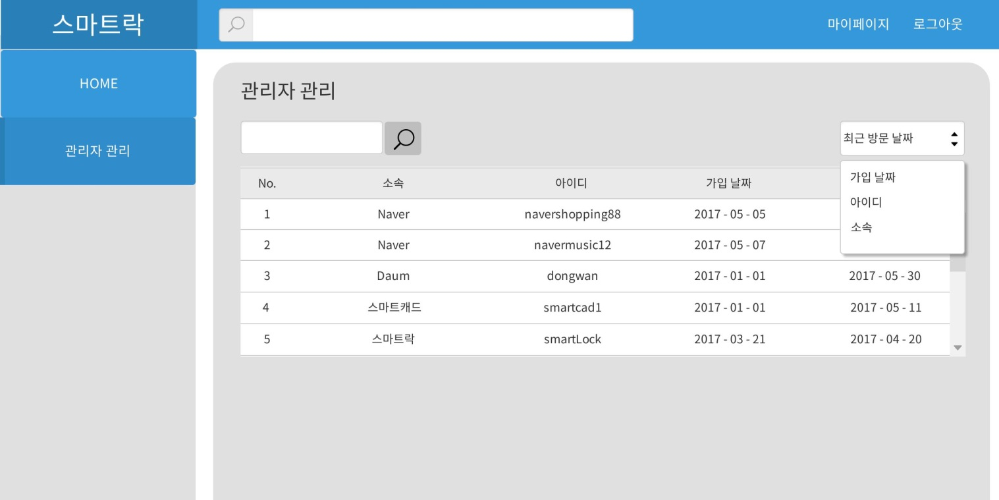 스마트락
마이페이지 로그아웃
HOME
관리자 관리
관리자 관리
최근 방문 날짜
가입 날짜
아이디
소속
No. 소속 아이디 가입 날짜
1 Naver navershopping88 2017 - 05 - 05
2 Naver navermusic12 2017 - 05 - 07
3 Daum dongwan 2017 - 01 - 01 2017 - 05 - 30
4 스마트캐드 smartcad1 2017 - 01 - 01 2017 - 05 - 11
5 스마트락 smartLock 2017 - 03 - 21 2017 - 04 - 20